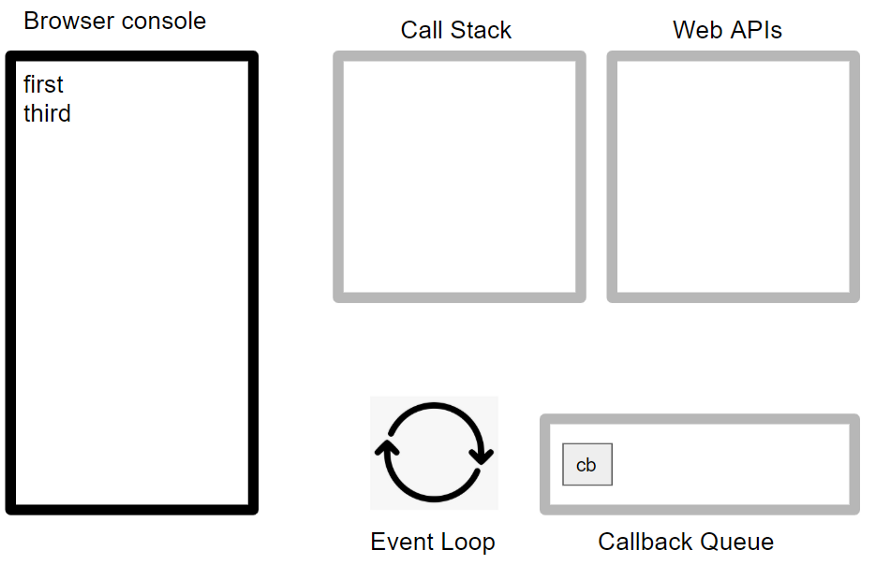 Browser console
first
third
Call Stack
Web APIs
cb
Event Loop
Callback Queue